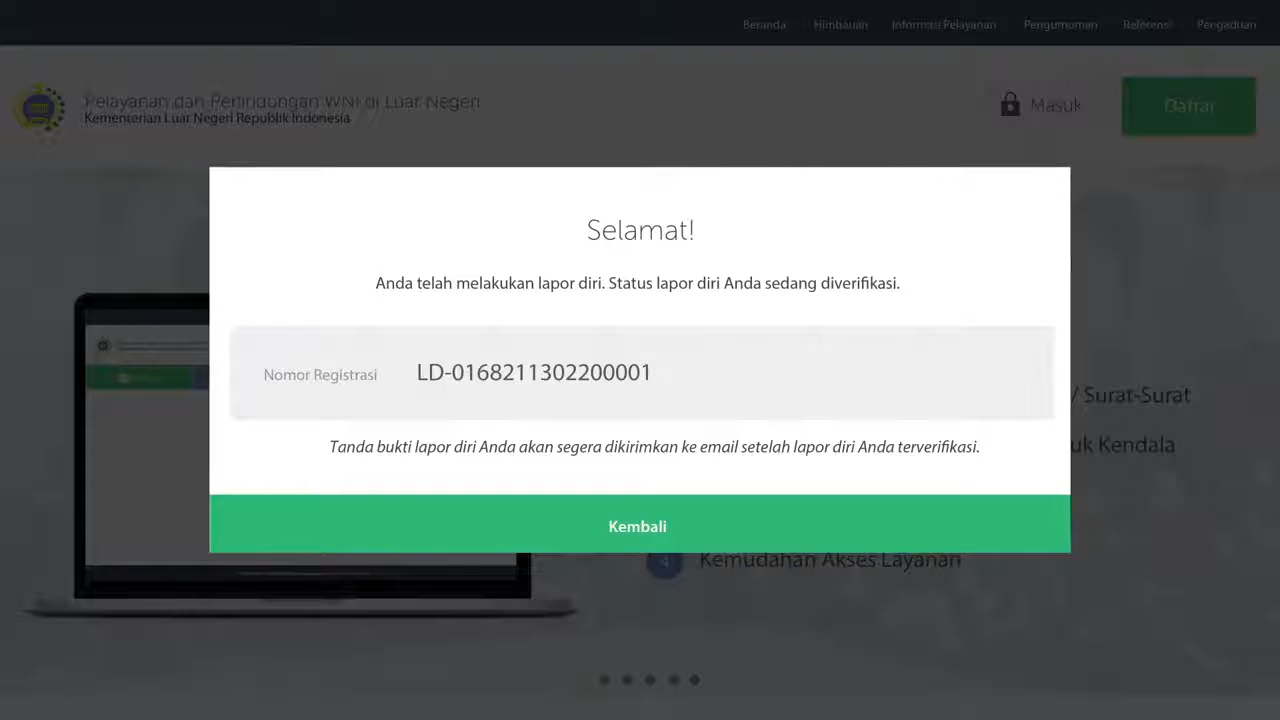 Beranda Himbauan Informasi Pelayanan Pengumuman Referensi Pengaduan
Pelayanan dan Perlindungan WNI di Luar Negeri
Kementerian Luar Negeri Republik Indonesia
Masuk
Daftar
Selamat!
Anda telah melakukan lapor diri. Status lapor diri Anda sedang diverifikasi.
Nomor Registrasi LD-0168211302200001
/ Surat-Surat
Tanda bukti lapor diri Anda akan segera dikirimkan ke email setelah lapor diri Anda terverifikasi.
uk Kendala
Kembali
4 Kemudahan Akses Layanan